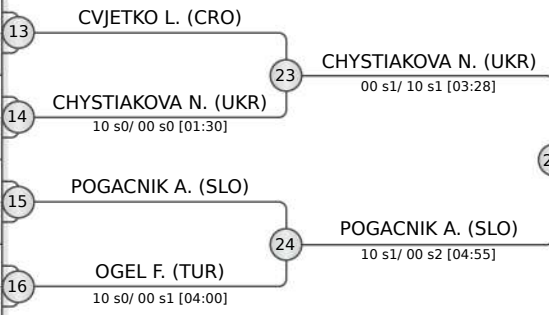 13
CVJETKO L. (CRO)
23
CHYSTIAKOVA N. (UKR)
00 s1/ 10 s1 [03:28]
14
CHYSTIAKOVA N. (UKR)
10 s0/ 00 s0 [01:30]
15
POGACNIK A. (SLO)
24
POGACNIK A. (SLO)
10 s1/ 00 s2 [04:55]
16
OGEL F. (TUR)
10 s0/ 00 s1 [04:00]